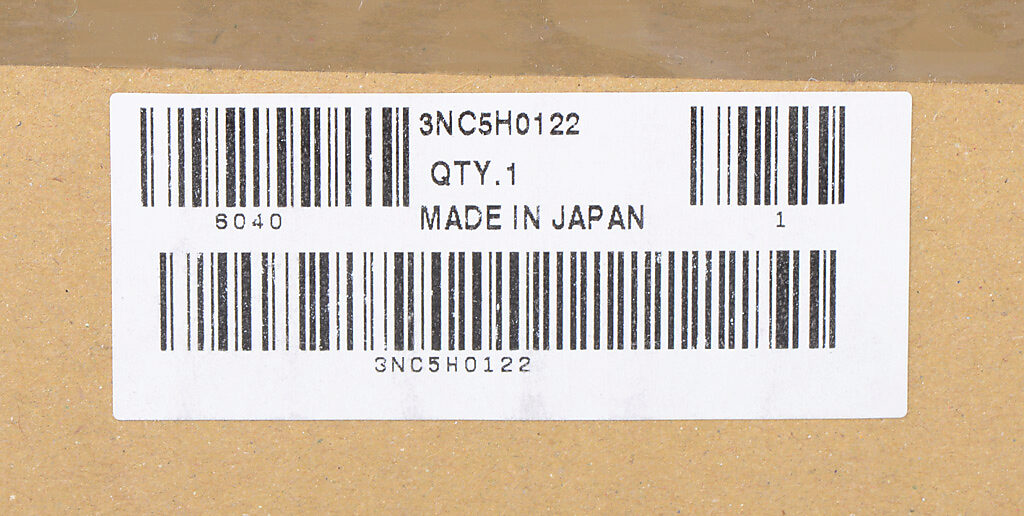 3NC5H0122
QTY.1
6040
MADE IN JAPAN
1
3NC5H0122